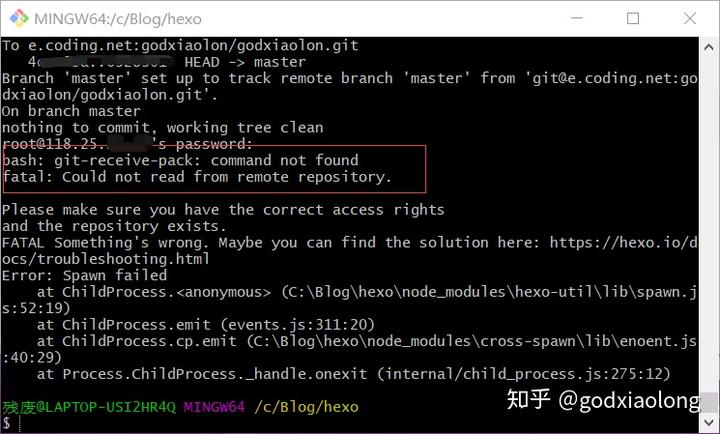 MINGW64:/c/Blog/hexo
To e.coding.net:godxiaolon/godxiaolon.git
HEAD -> master
Branch 'master' set up to track remote branch 'master' from 'git@e.coding.net:go
dxiaolon/godxiaolon.git'.
On branch master
nothing to commit, working tree clean
root@118.25. 's password:
bash: git-receive-pack: command not found
fatal: Could not read from remote repository.
Please make sure you have the correct access rights
and the repository exists.
FATAL Something's wrong. Maybe you can find the solution here: https://hexo.io/d
ocs/troubleshooting.html
Error: Spawn failed
at ChildProcess.<anonymous> (C:\Blog\hexo\node_modules\hexo-util\lib\spawn.j
s:52:19)
at ChildProcess.emit (events.js:311:20)
at ChildProcess.cp.emit (C:\Blog\hexo\node_modules\cross-spawn\lib\enoent.js
:40:29)
at Process.ChildProcess._handle.onexit (internal/child_process.js:275:12)
残废@LAPTOP-USI2HR4Q MINGW64 /c/Blog/hexo
$
知乎 @godxiaolong